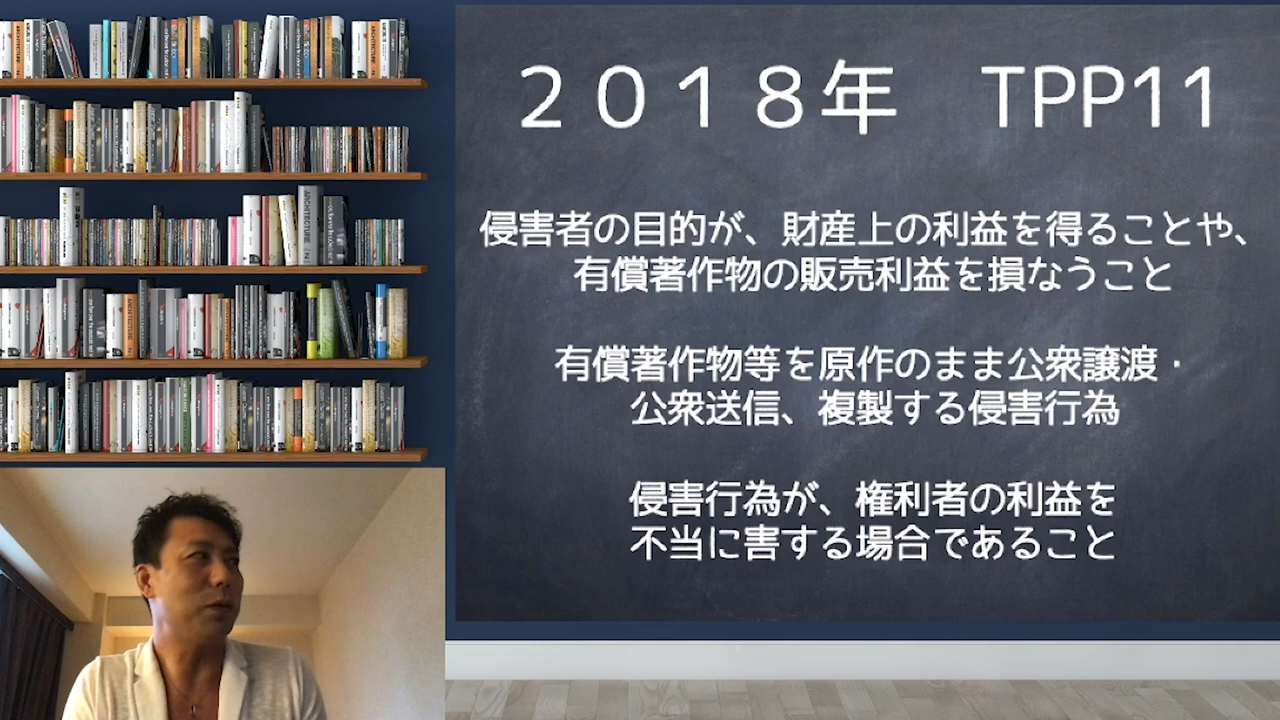 ２０１８年　TPP11
侵害者の目的が、財産上の利益を得ることや、
有償著作物の販売利益を損なうこと
有償著作物等を原作のまま公衆譲渡・
公衆送信、複製する侵害行為
侵害行為が、権利者の利益を
不当に害する場合であること